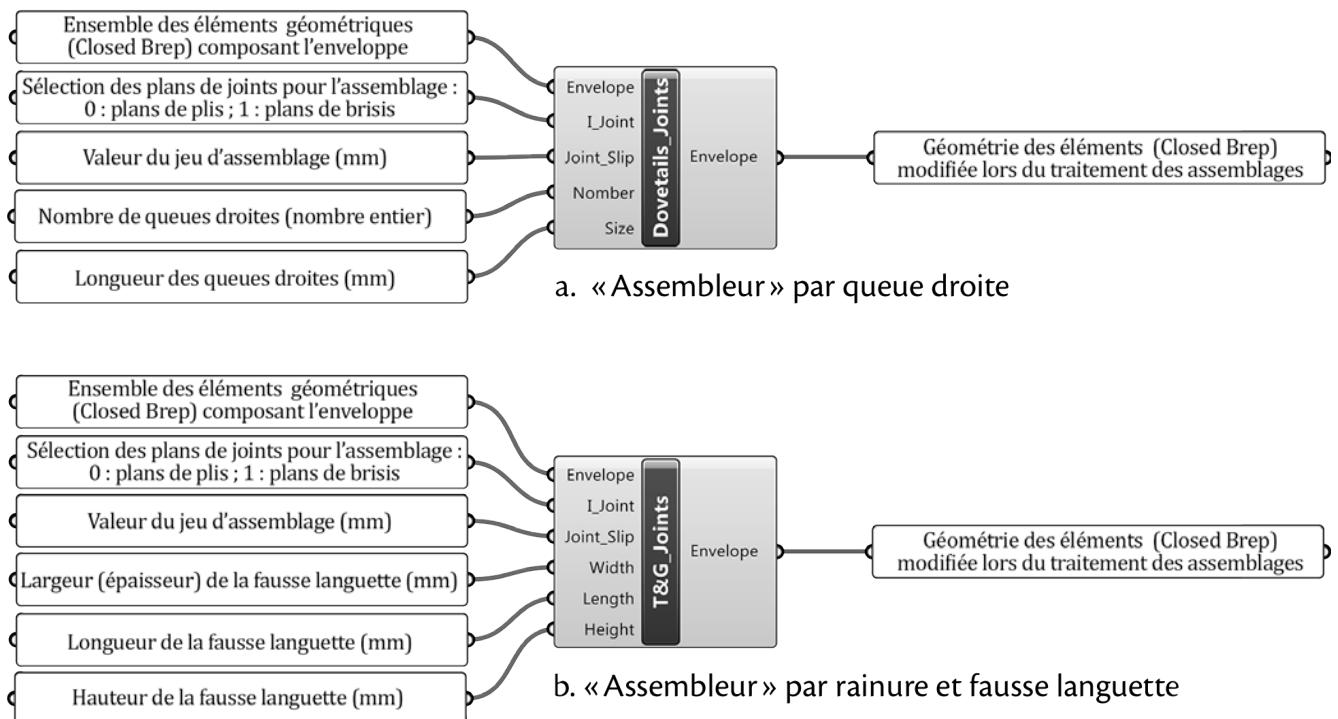 Ensemble des éléments géométriques
(Closed Brep) composant l'enveloppe
Sélection des plans de joints pour l'assemblage :
0 : plans de plis ; 1 : plans de brisis
Valeur du jeu d'assemblage (mm)
Nombre de queues droites (nombre entier)
Longueur des queues droites (mm)
Envelope
I_Joint
Joint_Slip
Nomber
Size
Dovetails_Joints
Envelope
Géométrie des éléments (Closed Brep)
modifiée lors du traitement des assemblages
a. « Assembleur » par queue droite
Ensemble des éléments géométriques
(Closed Brep) composant l'enveloppe
Sélection des plans de joints pour l'assemblage :
0 : plans de plis ; 1 : plans de brisis
Valeur du jeu d'assemblage (mm)
Largeur (épaisseur) de la fausse languette (mm)
Longueur de la fausse languette (mm)
Hauteur de la fausse languette (mm)
Envelope
I_Joint
Joint_Slip
Width
Length
Height
T&G_Joints
Envelope
Géométrie des éléments (Closed Brep)
modifiée lors du traitement des assemblages
b. « Assembleur » par rainure et fausse languette